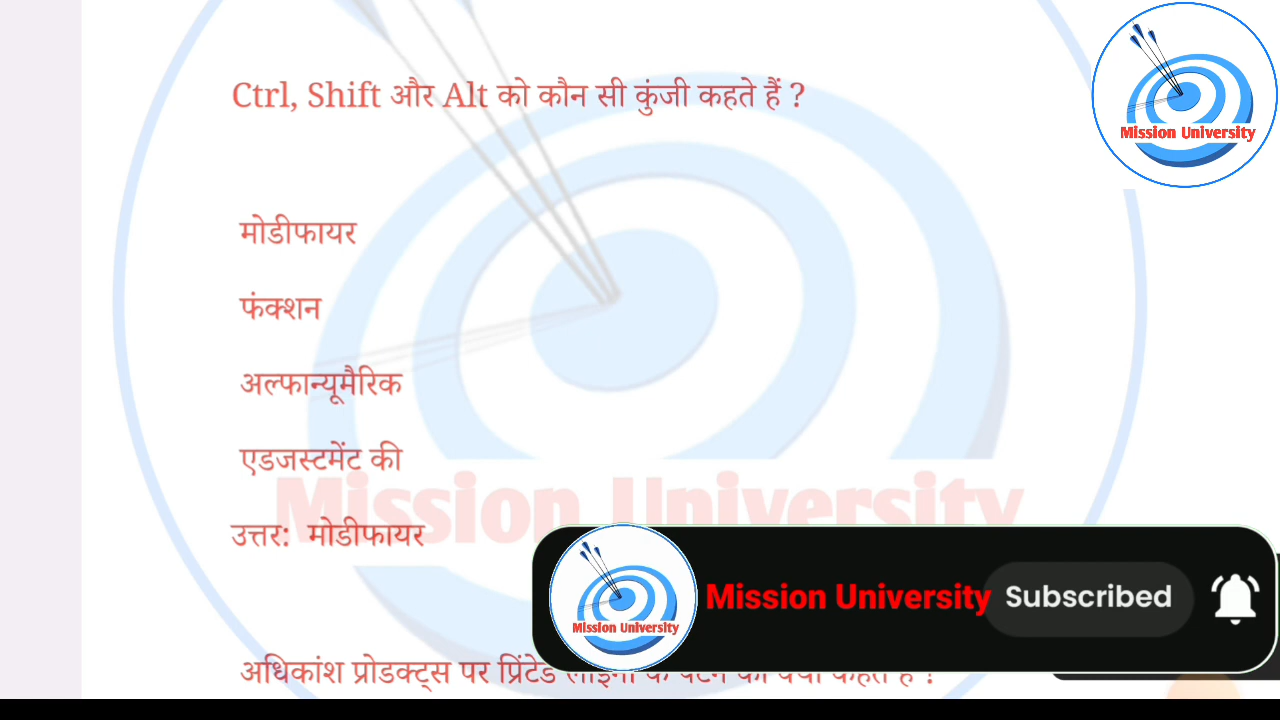 Ctrl, Shift और Alt को कौन सी कुंजी कहते हैं ?
Mission University
मोडीफायर
फंक्शन
अल्फान्यूमैरिक
एडजस्टमेंट की
Mission University
उत्तर: मोडीफायर
Mission University
Mission University
Subscribed
अधिकांश प्रोडक्ट्स पर प्रिंटेड